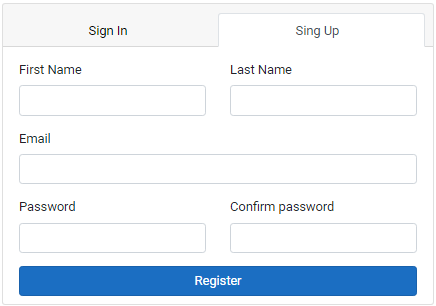 Sign In Sing Up
First Name Last Name
Email
Password Confirm password
Register